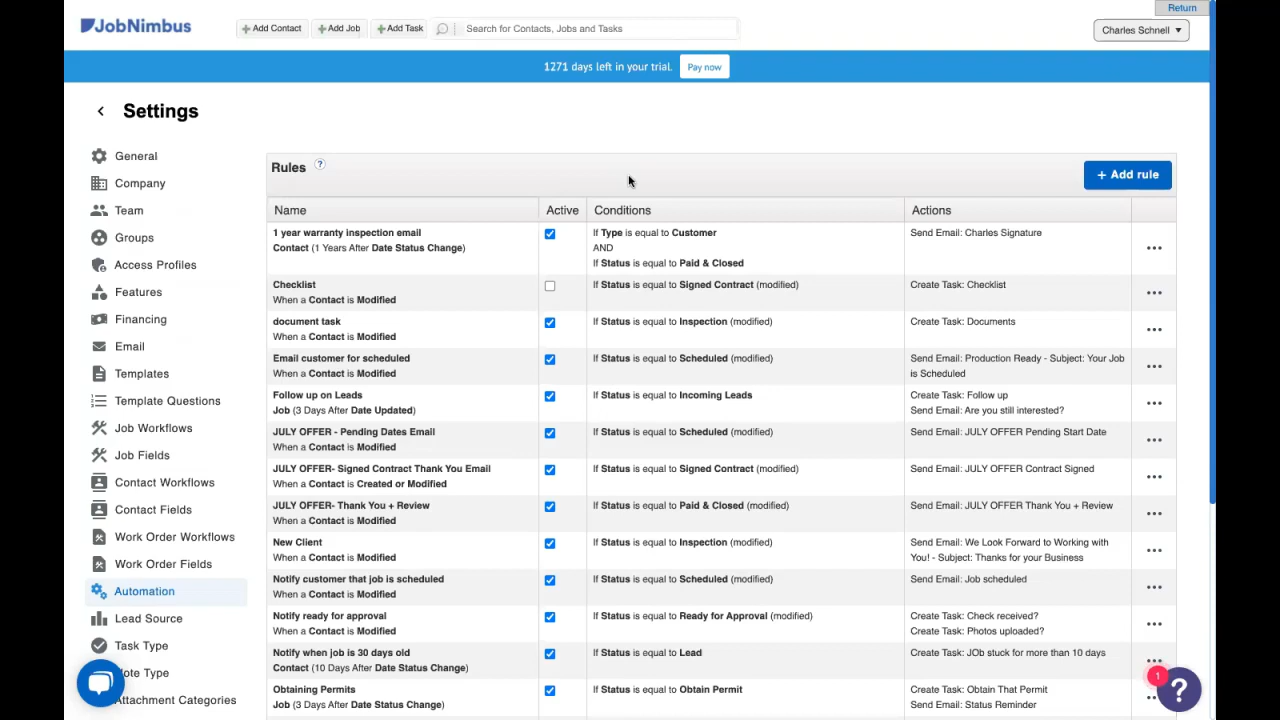 Return
JobNimbus
+ Add Contact
+ Add Job
+ Add Task
Search for Contacts, Jobs and Tasks
Charles Schnell ▼
1271 days left in your trial.
Pay now
Settings
General
Company
Team
Groups
Access Profiles
Features
Financing
Email
Templates
Template Questions
Job Workflows
Job Fields
Contact Workflows
Contact Fields
Work Order Workflows
Work Order Fields
Automation
Lead Source
Task Type
ote Type
Attachment Categories
Rules ?
+ Add rule
Name Active Conditions Actions
1 year warranty inspection email
Contact (1 Years After Date Status Change)
If Type is equal to Customer
AND
If Status is equal to Paid & Closed
Send Email: Charles Signature
Checklist
When a Contact is Modified
If Status is equal to Signed Contract (modified)
Create Task: Checklist
document task
When a Contact is Modified
If Status is equal to Inspection (modified)
Create Task: Documents
Email customer for scheduled
When a Contact is Modified
If Status is equal to Scheduled (modified)
Send Email: Production Ready - Subject: Your Job
is Scheduled
Follow up on Leads
Job (3 Days After Date Updated)
If Status is equal to Incoming Leads
Create Task: Follow up
Send Email: Are you still interested?
JULY OFFER - Pending Dates Email
When a Contact is Modified
If Status is equal to Scheduled (modified)
Send Email: JULY OFFER Pending Start Date
JULY OFFER- Signed Contract Thank You Email
When a Contact is Created or Modified
If Status is equal to Signed Contract (modified)
Send Email: JULY OFFER Contract Signed
JULY OFFER- Thank You + Review
When a Contact is Modified
If Status is equal to Paid & Closed (modified)
Send Email: JULY OFFER Thank You + Review
New Client
When a Contact is Modified
If Status is equal to Inspection (modified)
Send Email: We Look Forward to Working with
You! - Subject: Thanks for your Business
Notify customer that job is scheduled
When a Contact is Modified
If Status is equal to Scheduled (modified)
Send Email: Job scheduled
Notify ready for approval
When a Contact is Modified
If Status is equal to Ready for Approval (modified)
Create Task: Check received?
Create Task: Photos uploaded?
Notify when job is 30 days old
Contact (10 Days After Date Status Change)
If Status is equal to Lead
Create Task: JOb stuck for more than 10 days
Obtaining Permits
Job (3 Days After Date Status Change)
If Status is equal to Obtain Permit
Create Task: Obtain That Permit
Send Email: Status Reminder
1
?